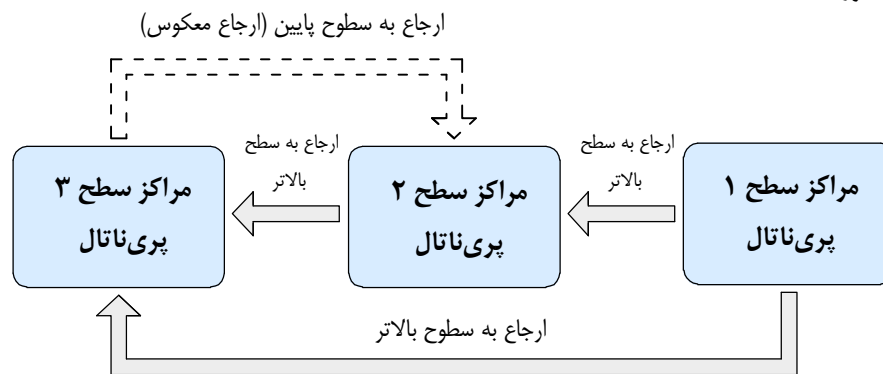 ارجاع به سطوح پایین (ارجاع معکوس)
ارجاع به سطح
بالاتر
ارجاع به سطح
بالاتر
مراکز سطح ۱
پری‌ناتال
مراکز سطح ۲
پری‌ناتال
مراکز سطح ۳
پری‌ناتال
ارجاع به سطوح بالاتر